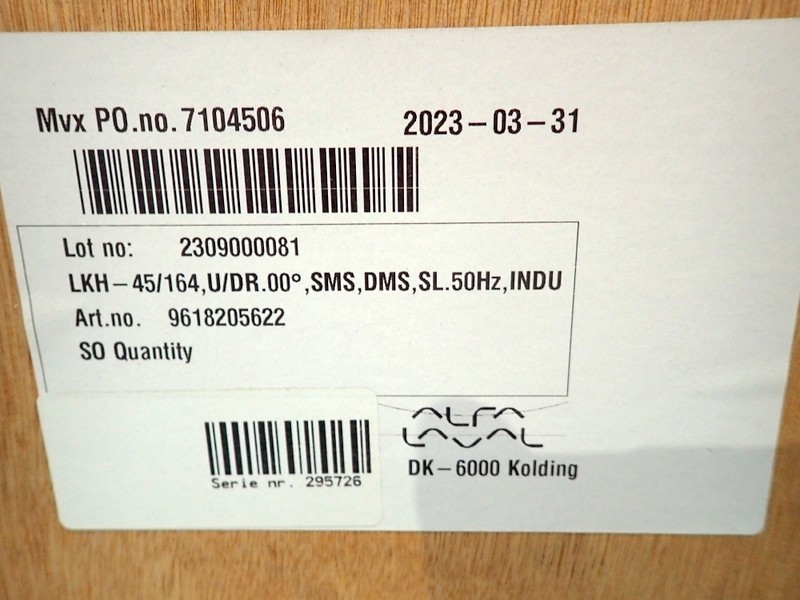 Mvx PO.no. 7104506 2023-03-31
Lot no: 2309000081
LKH-45/164,U/DR.00°,SMS,DMS,SL.50Hz,INDU
Art.no. 9618205622
SO Quantity
ALFA
LAVAL
DK-6000 Kolding
Serie nr. 295726